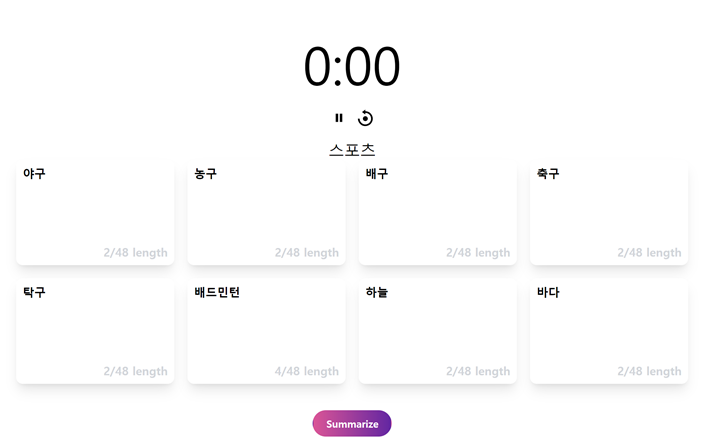 0:00
스포츠
야구
2/48 length
농구
2/48 length
배구
2/48 length
축구
2/48 length
탁구
2/48 length
배드민턴
4/48 length
하늘
2/48 length
바다
2/48 length
Summarize